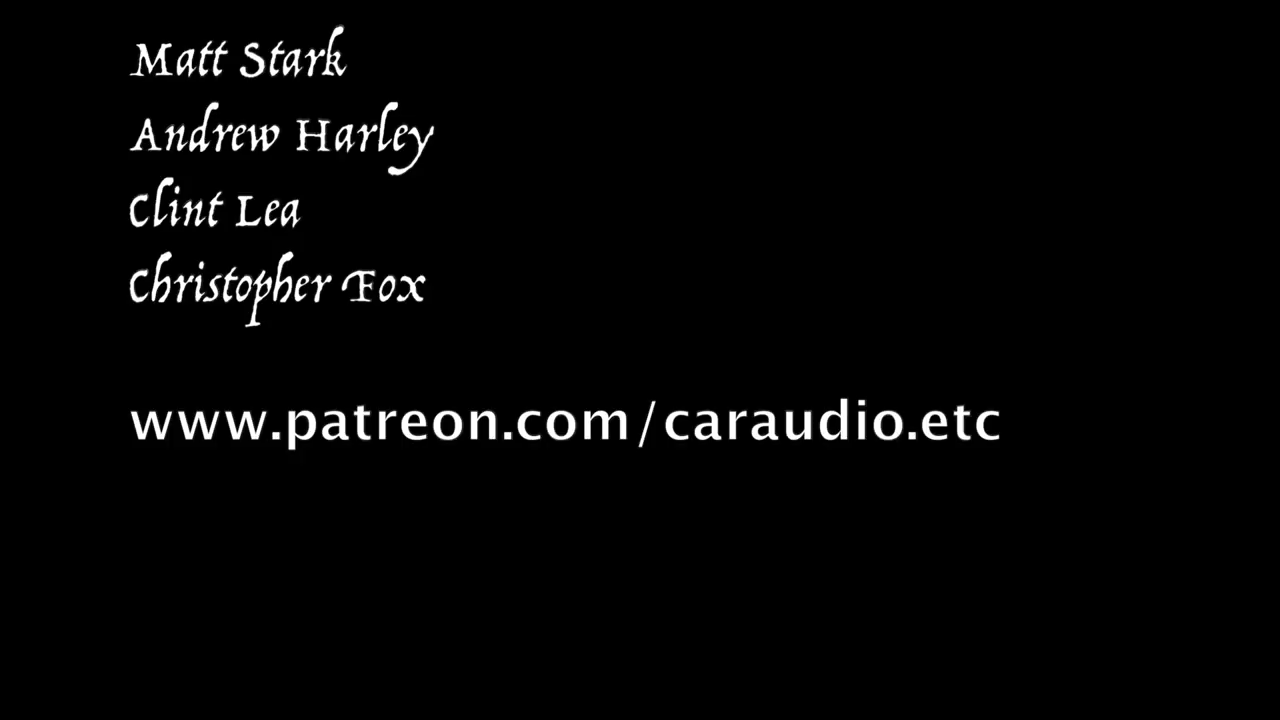 Matt Stark
Andrew Harley
Clint Lea
Christopher Fox
www.patreon.com/caraudio.etc